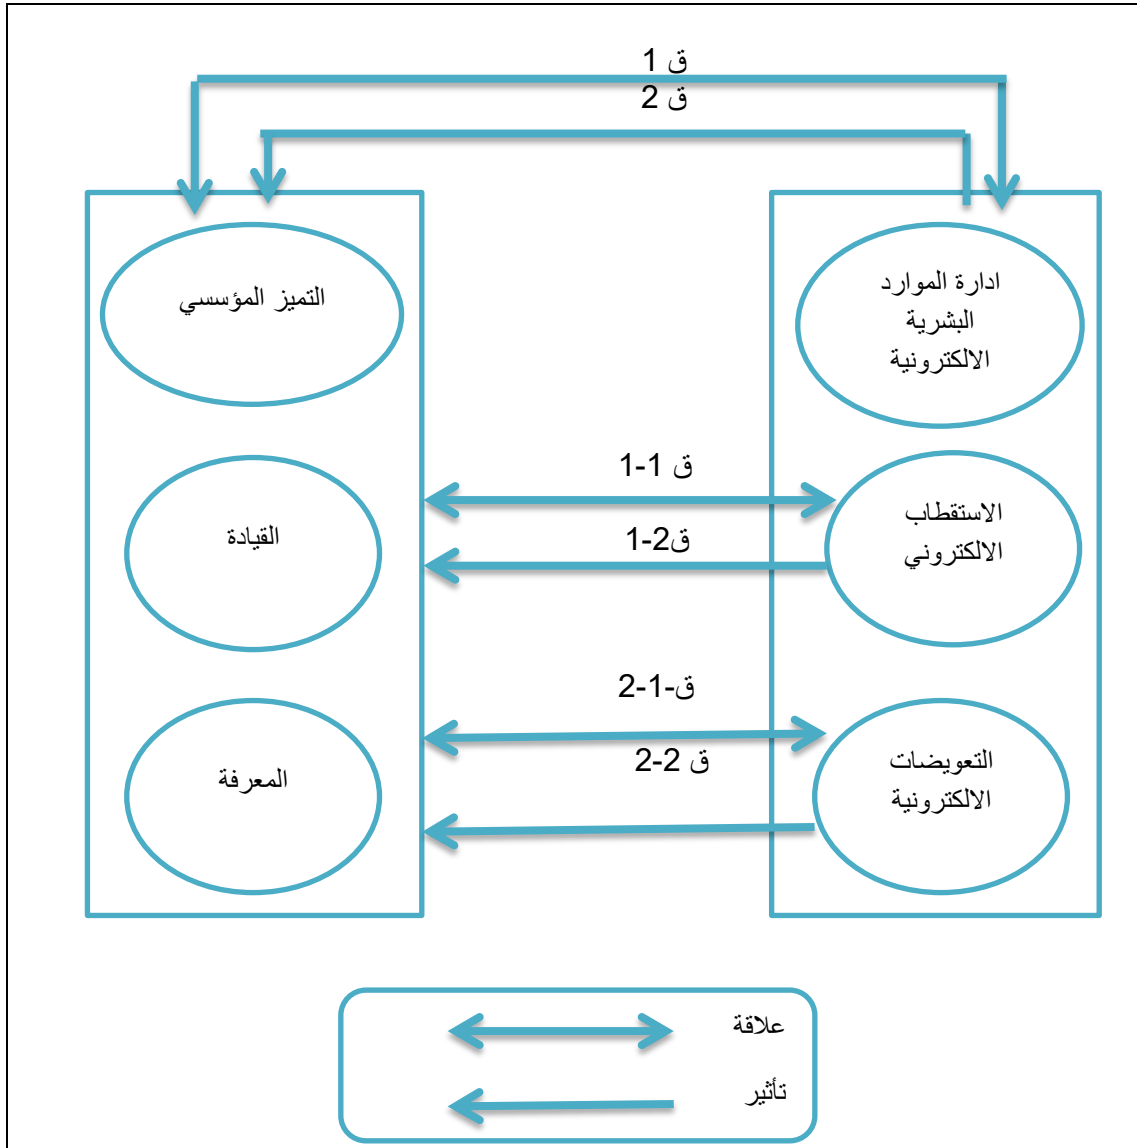 ق 1
ق 2
ادارة الموارد
البشرية
الالكترونية
التميز المؤسسي
ق 1-1
الاستقطاب
الالكتروني
القيادة
ق2-1
ق-1-2
التعويضات
الالكترونية
المعرفة
ق 2-2
علاقة
تأثير